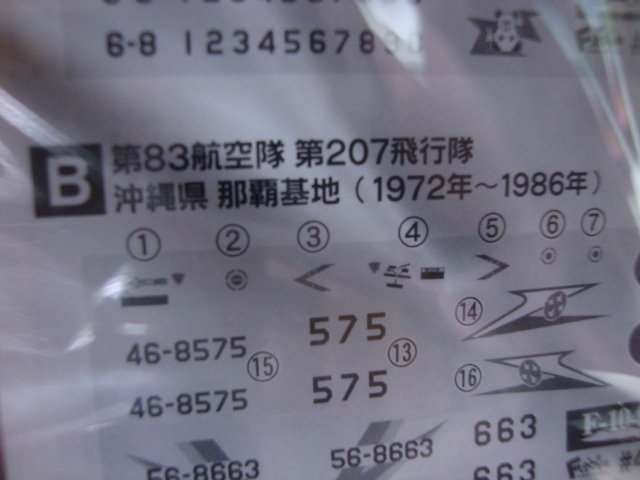 6-8 1234567890
B 第83航空隊 第207飛行隊
沖縄県 那覇基地（1972年～1986年）
① ② ③ ④ ⑤ ⑥ ⑦
46-8575 575 ⑭
⑮ ⑬
46-8575 575 ⑯
56-8663 56-8663 663
663